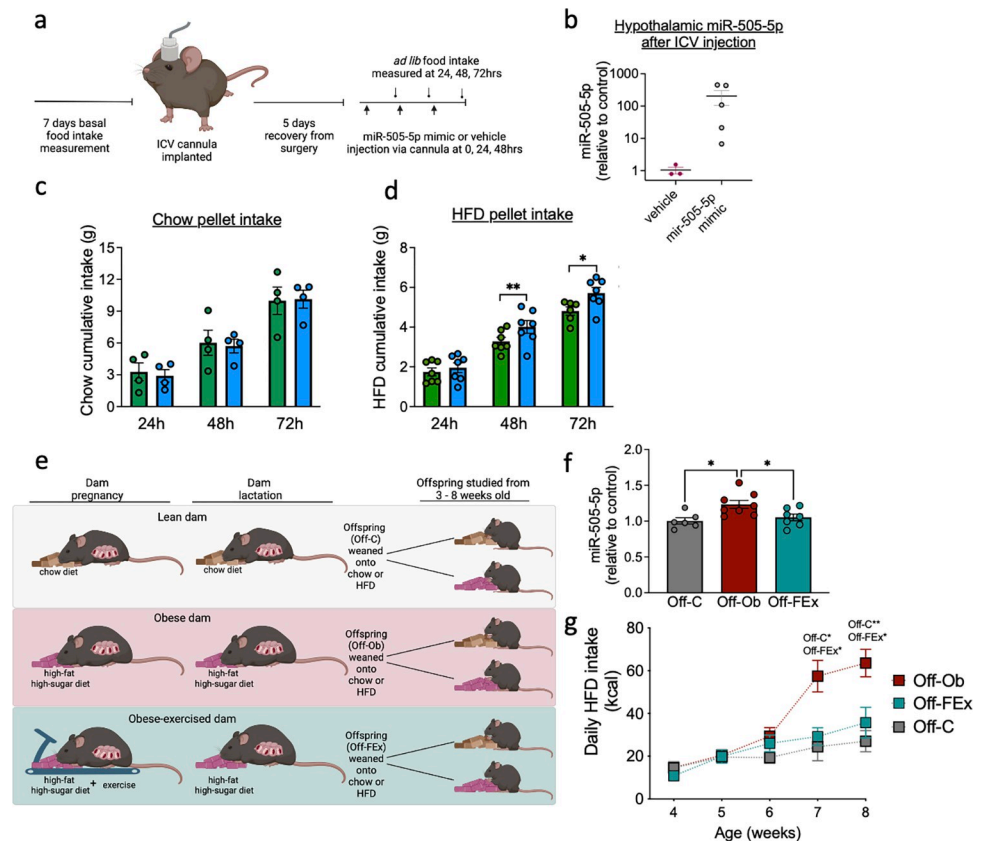 a
ad lib food intake
measured at 24, 48, 72hrs
7 days basal
food intake
measurement
ICV cannula
implanted
5 days
recovery from
surgery
miR-505-5p mimic or vehicle
injection via cannula at 0, 24, 48hrs
b
Hypothalamic miR-505-5p
after ICV injection
miR-505-5p
(relative to control)
1000
100
10
1
vehicle
mir-505-5p
mimic
c
Chow pellet intake
Chow cumulative intake (g)
15
12
9
6
3
0
24h
48h
72h
d
HFD pellet intake
HFD cumulative intake (g)
8
6
4
2
0
**
*
24h
48h
72h
e
Dam
pregnancy
Dam
lactation
Offspring studied from
3 - 8 weeks old
Lean dam
chow diet
chow diet
Offspring
(Off-C)
weaned
onto
chow or
HFD
Obese dam
high-fat
high-sugar diet
high-fat
high-sugar diet
Offspring
(Off-Ob)
weaned
onto
chow or
HFD
Obese-exercised dam
high-fat
high-sugar diet
+
exercise
high-fat
high-sugar diet
Offspring
(Off-FEx)
weaned
onto
chow or
HFD
f
miR-505-5p
(relative to control)
2.0
1.5
1.0
0.5
0.0
*
*
Off-C
Off-Ob
Off-FEx
g
Daily HFD intake
(kcal)
80
60
40
20
0
Off-C*
Off-FEx*
Off-C**
Off-FEx*
4
5
6
7
8
Age (weeks)
Off-Ob
Off-FEx
Off-C